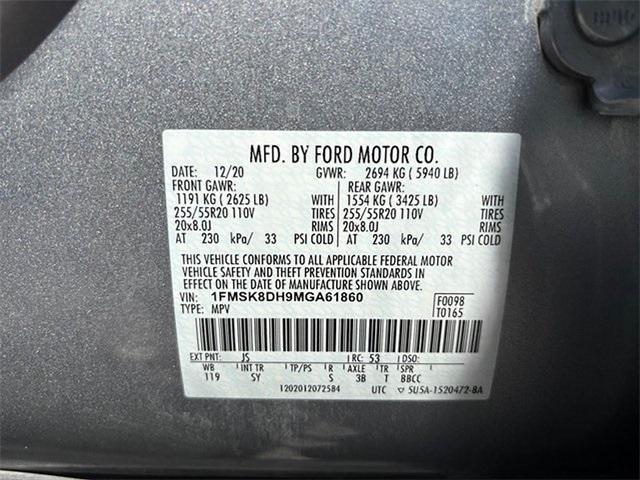 MFD. BY FORD MOTOR CO.
DATE: 12/20 GVWR: 2694 KG ( 5940 LB)
FRONT GAWR: REAR GAWR:
1191 KG ( 2625 LB) WITH 1554 KG ( 3425 LB) WITH
255/55R20 110V TIRES 255/55R20 110V TIRES
20x8.0J RIMS 20x8.0J RIMS
AT 230 kPa/ 33 PSI COLD AT 230 kPa/ 33 PSI COLD
THIS VEHICLE CONFORMS TO ALL APPLICABLE FEDERAL MOTOR
VEHICLE SAFETY AND THEFT PREVENTION STANDARDS IN
EFFECT ON THE DATE OF MANUFACTURE SHOWN ABOVE.
VIN: 1FMSK8DH9MGA61860 F0098
TYPE: MPV T0165
EXT PNT: JS RC: 53 DSO:
WB INT TR TP/PS R AXLE TR SPR
119 SY S 3B T BBCC
1202012072584 UTC ▽ 5U5A-1520472-8A